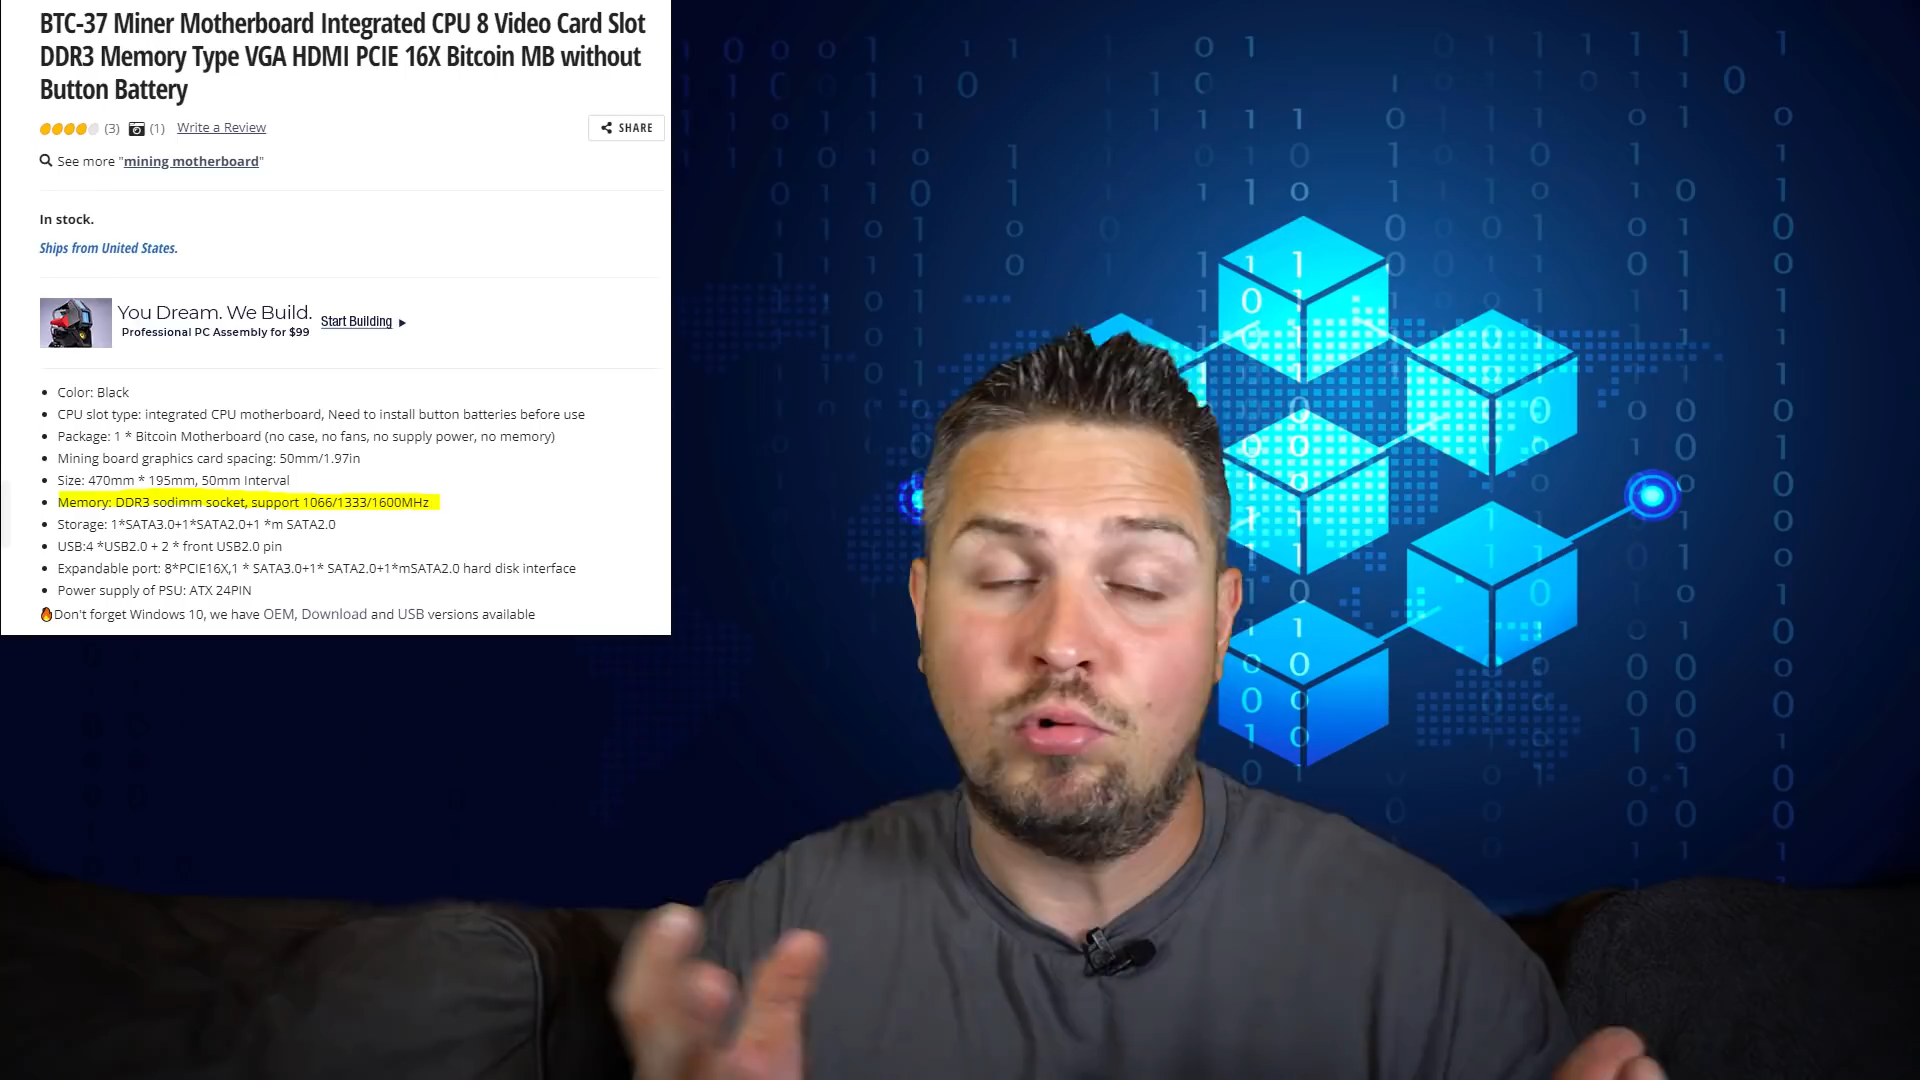 BTC-37 Miner Motherboard Integrated CPU 8 Video Card Slot
DDR3 Memory Type VGA HDMI PCIE 16X Bitcoin MB without
Button Battery
(3) (1) Write a Review
SHARE
See more "mining motherboard"
In stock.
Ships from United States.
You Dream. We Build.
Professional PC Assembly for $99
Start Building
Color: Black
CPU slot type: integrated CPU motherboard, Need to install button batteries before use
Package: 1 * Bitcoin Motherboard (no case, no fans, no supply power, no memory)
Mining board graphics card spacing: 50mm/1.97in
Size: 470mm * 195mm, 50mm Interval
Memory: DDR3 sodimm socket, support 1066/1333/1600MHz
Storage: 1*SATA3.0+1*SATA2.0+1 *m SATA2.0
USB:4 *USB2.0 + 2 * front USB2.0 pin
Expandable port: 8*PCIE16X,1 * SATA3.0+1* SATA2.0+1*mSATA2.0 hard disk interface
Power supply of PSU: ATX 24PIN
Don't forget Windows 10, we have OEM, Download and USB versions available